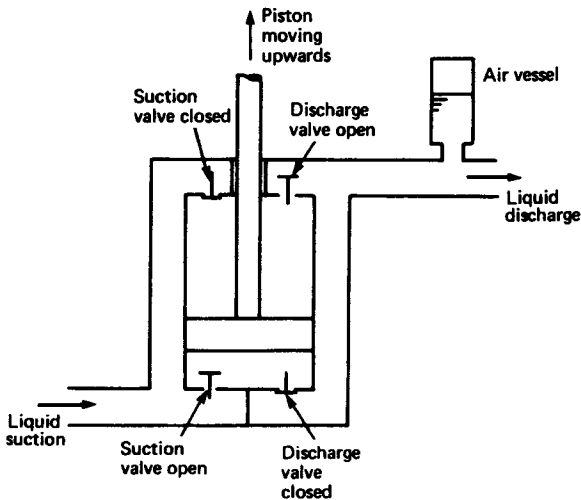 Piston
moving
upwards
Air vessel
Suction
valve closed
Discharge
valve open
Liquid
discharge
Liquid
suction
Suction
valve open
Discharge
valve
closed